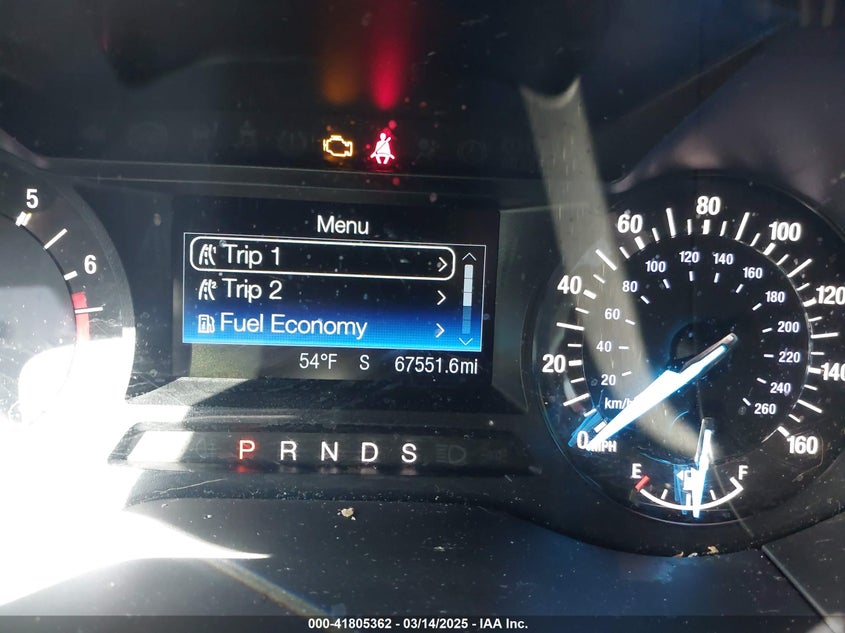 5
6
Menu
Trip 1
Trip 2
Fuel Economy
54°F S 67551.6mi
P R N D S
0 20 40 60 80 100 120 140 160
20 40 60 80 100 120 140 160 180 200 220 240 260
km/h
MPH
E F
000-41805362 - 03/14/2025 - IAA Inc.